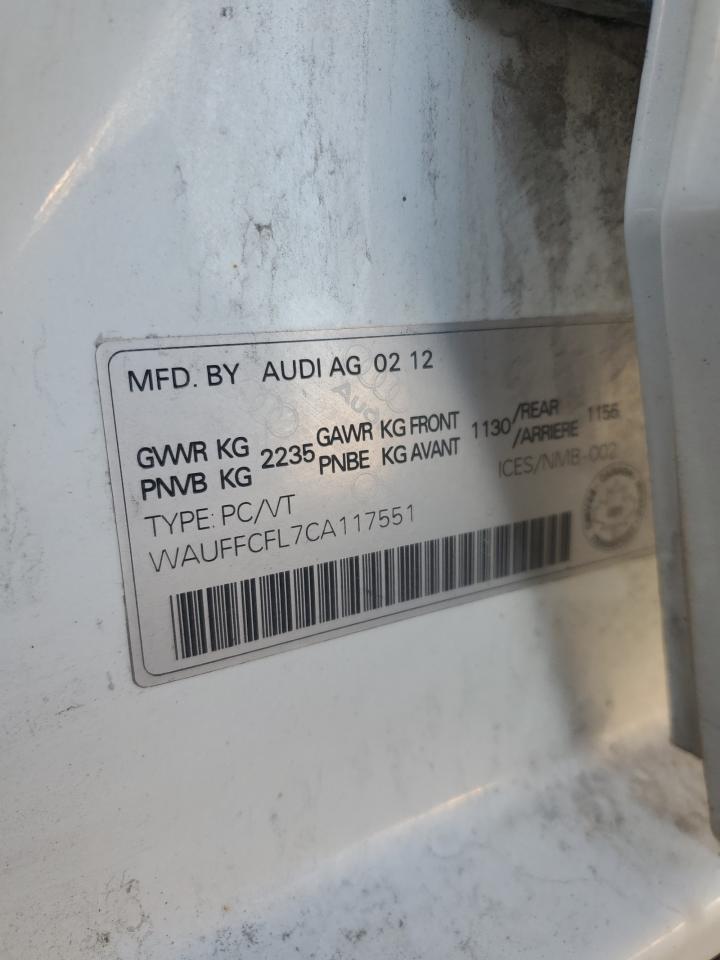 MFD. BY AUDI AG 02 12
GVWR KG 2235 GAWR KG FRONT 1130 /REAR 1156
PNVB KG PNBE KG AVANT /ARRIERE
ICES/NMB-002
TYPE: PC/VT
WAUFFCFL7CA117551
Audi